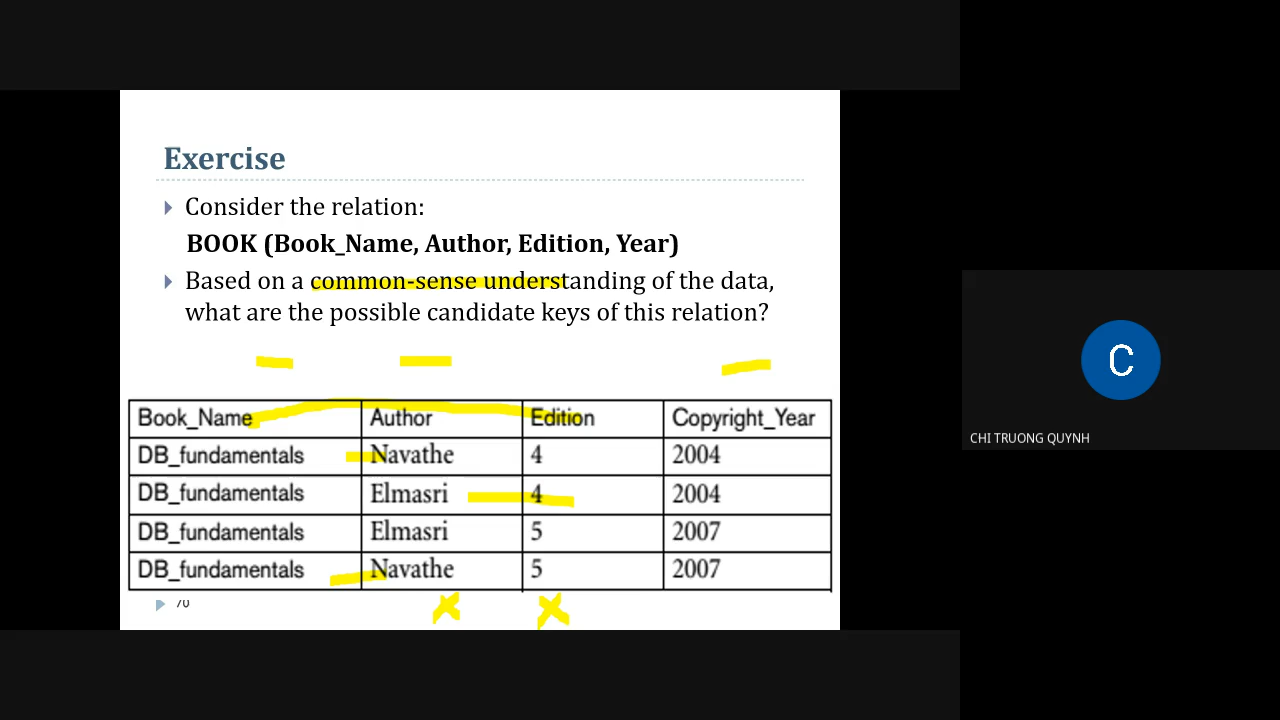 Exercise
Consider the relation:
BOOK (Book_Name, Author, Edition, Year)
Based on a common-sense understanding of the data,
what are the possible candidate keys of this relation?
Book_Name Author Edition Copyright_Year
DB_fundamentals Navathe 4 2004
DB_fundamentals Elmasri 4 2004
DB_fundamentals Elmasri 5 2007
DB_fundamentals Navathe 5 2007
70
C
CHI TRUONG QUYNH